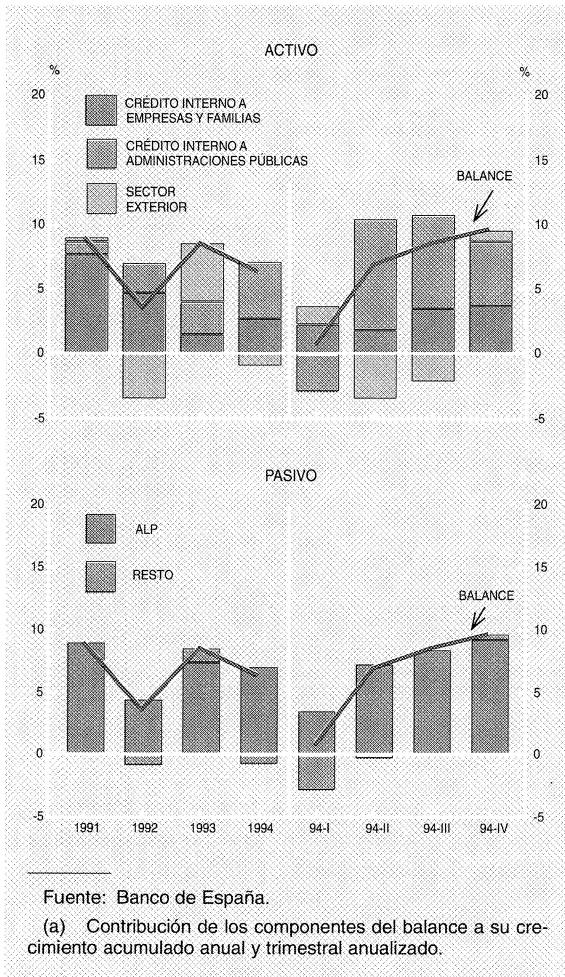 ACTIVO
%
%
20
20
CRÉDITO INTERNO A
EMPRESAS Y FAMILIAS
15
15
CRÉDITO INTERNO A
ADMINISTRACIONES PÚBLICAS
SECTOR
EXTERIOR
BALANCE
10
10
5
5
0
0
-5
-5
PASIVO
20
20
ALP
15
15
RESTO
BALANCE
10
10
5
5
0
0
-5
-5
1991 1992 1993 1994 94-I 94-II 94-III 94-IV
Fuente: Banco de España.
(a) Contribución de los componentes del balance a su cre-
cimiento acumulado anual y trimestral anualizado.